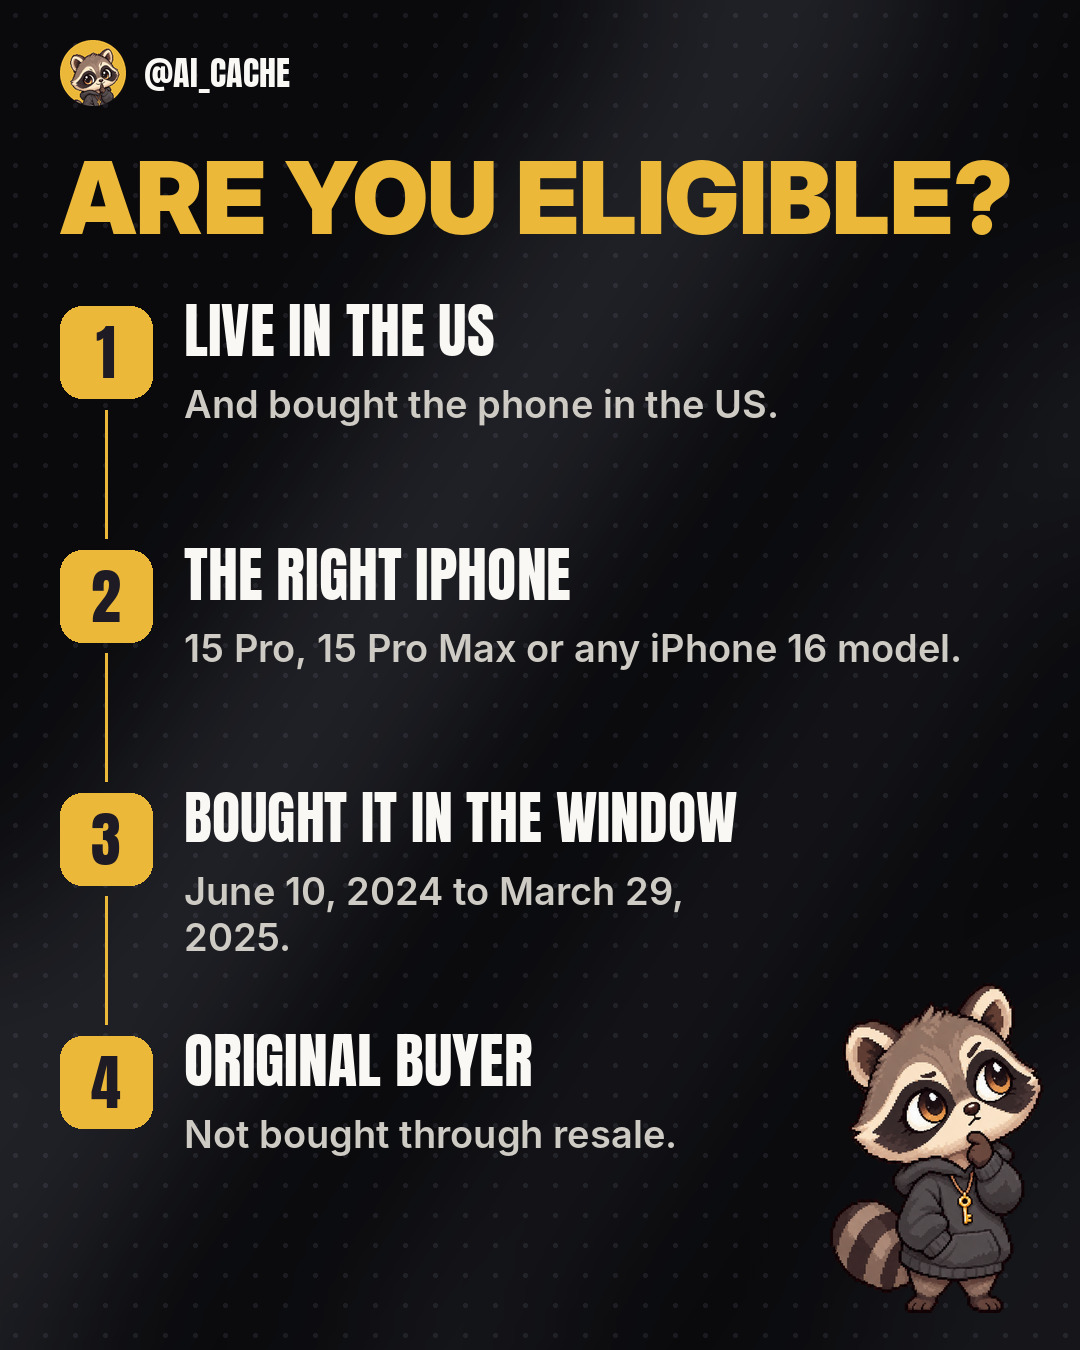 @AI_CACHE
ARE YOU ELIGIBLE?
1
LIVE IN THE US
And bought the phone in the US.
2
THE RIGHT IPHONE
15 Pro, 15 Pro Max or any iPhone 16 model.
3
BOUGHT IT IN THE WINDOW
June 10, 2024 to March 29,
2025.
4
ORIGINAL BUYER
Not bought through resale.